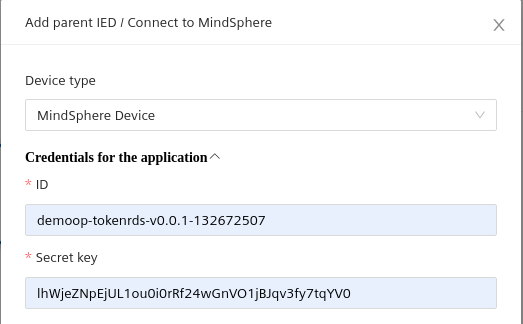 Add parent IED / Connect to MindSphere
Device type
MindSphere Device
Credentials for the application
* ID
demoop-tokenrds-v0.0.1-132672507
* Secret key
lhWjeZNpEjUL1ou0i0rRf24wGnVO1jBJqv3fy7tqYV0